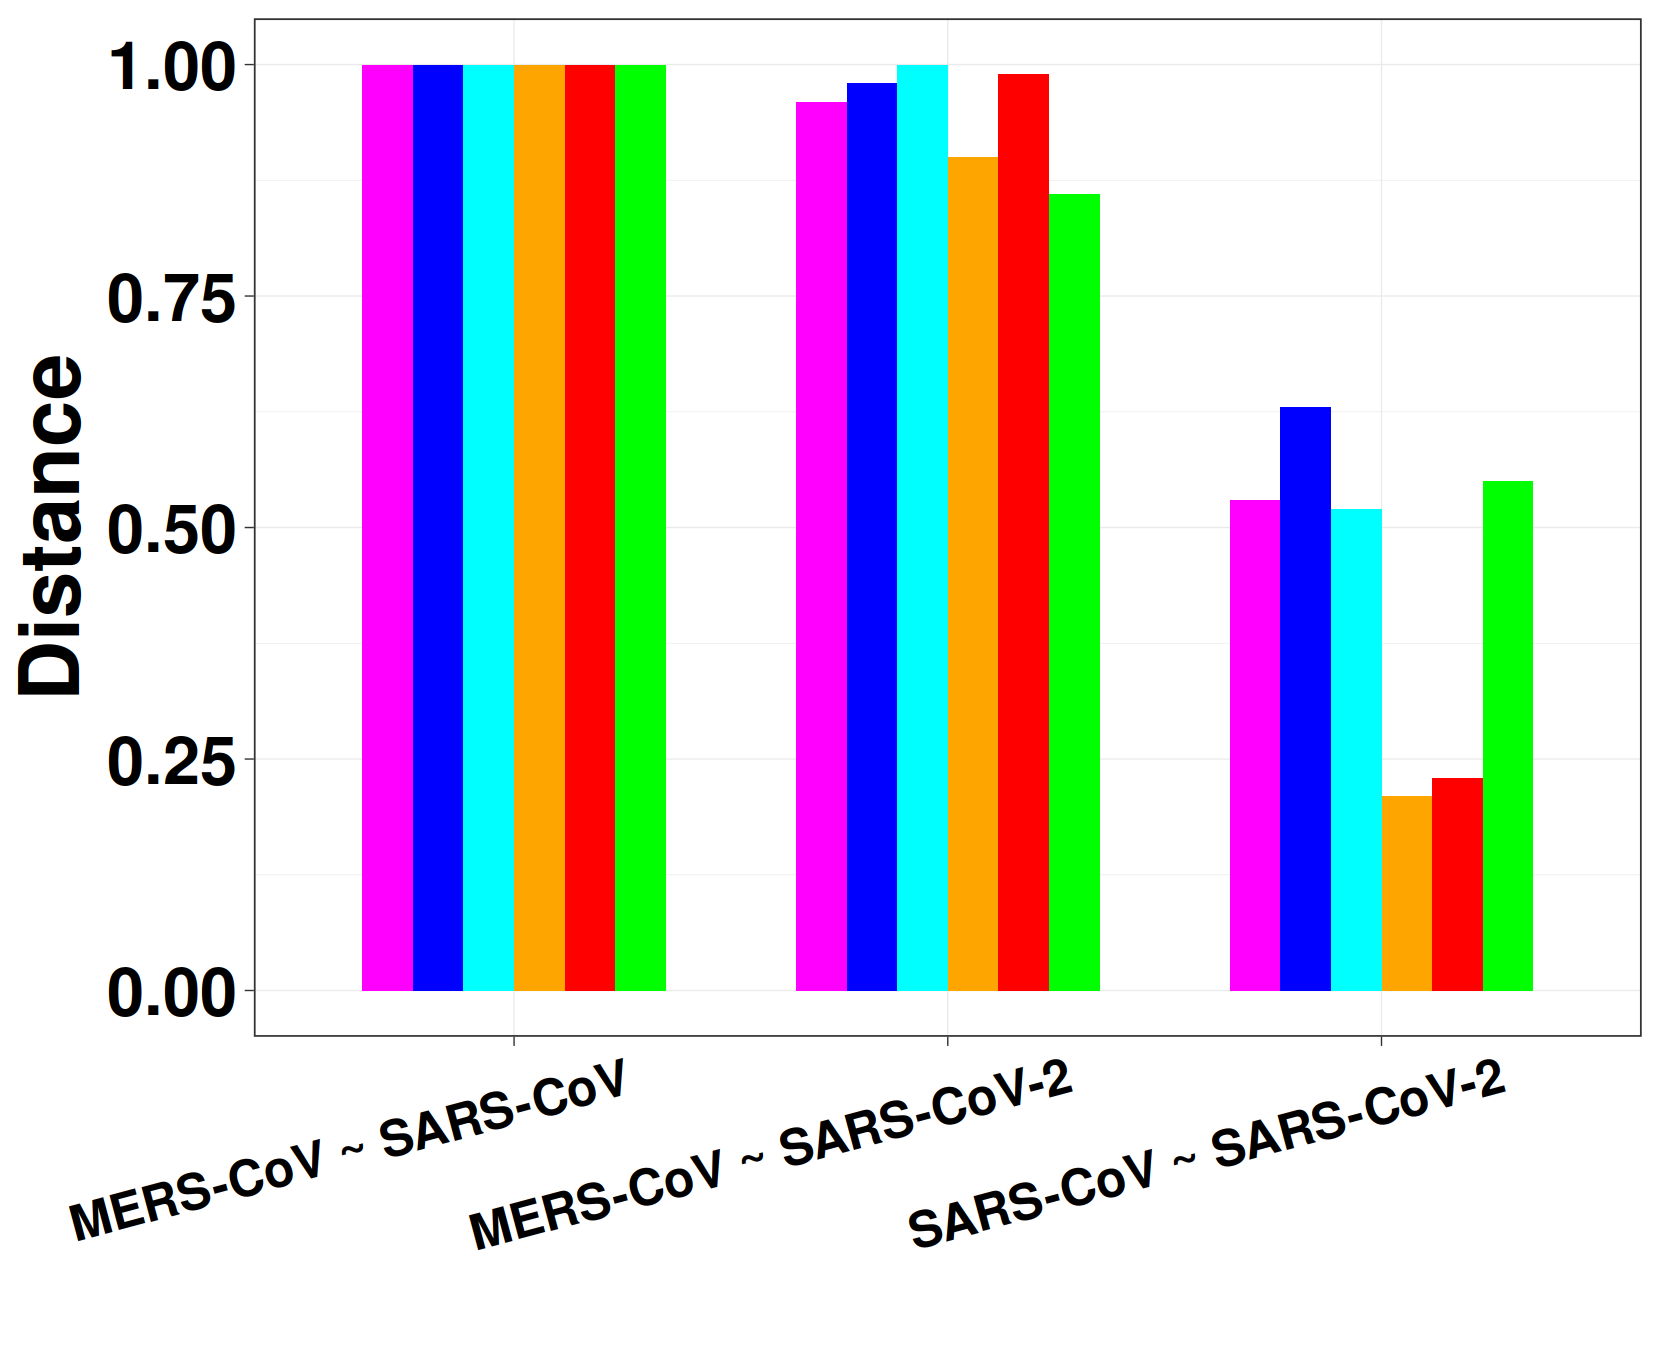 Distance
1.00
0.75
0.50
0.25
0.00
MERS-CoV ~ SARS-CoV
MERS-CoV ~ SARS-CoV-2
SARS-CoV ~ SARS-CoV-2